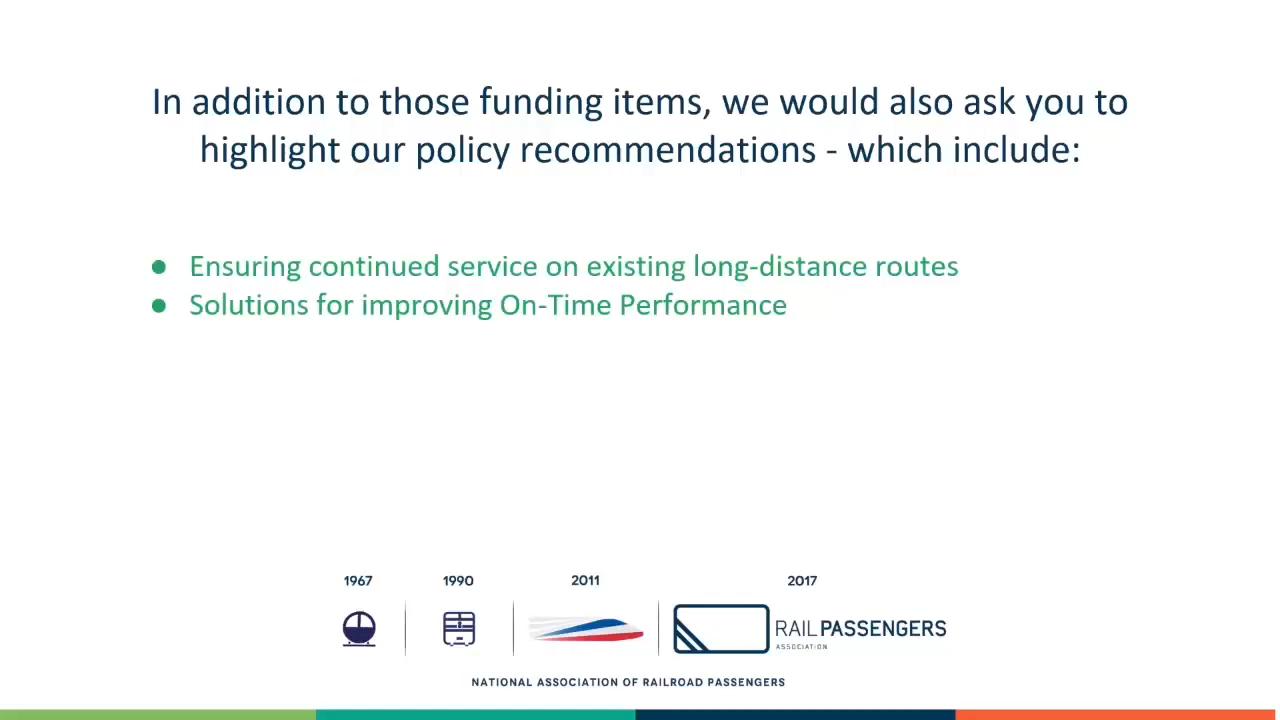 In addition to those funding items, we would also ask you to
highlight our policy recommendations - which include:
● Ensuring continued service on existing long-distance routes
● Solutions for improving On-Time Performance
1967 1990 2011 2017
RAILPASSENGERS
ASSOCIATION
NATIONAL ASSOCIATION OF RAILROAD PASSENGERS